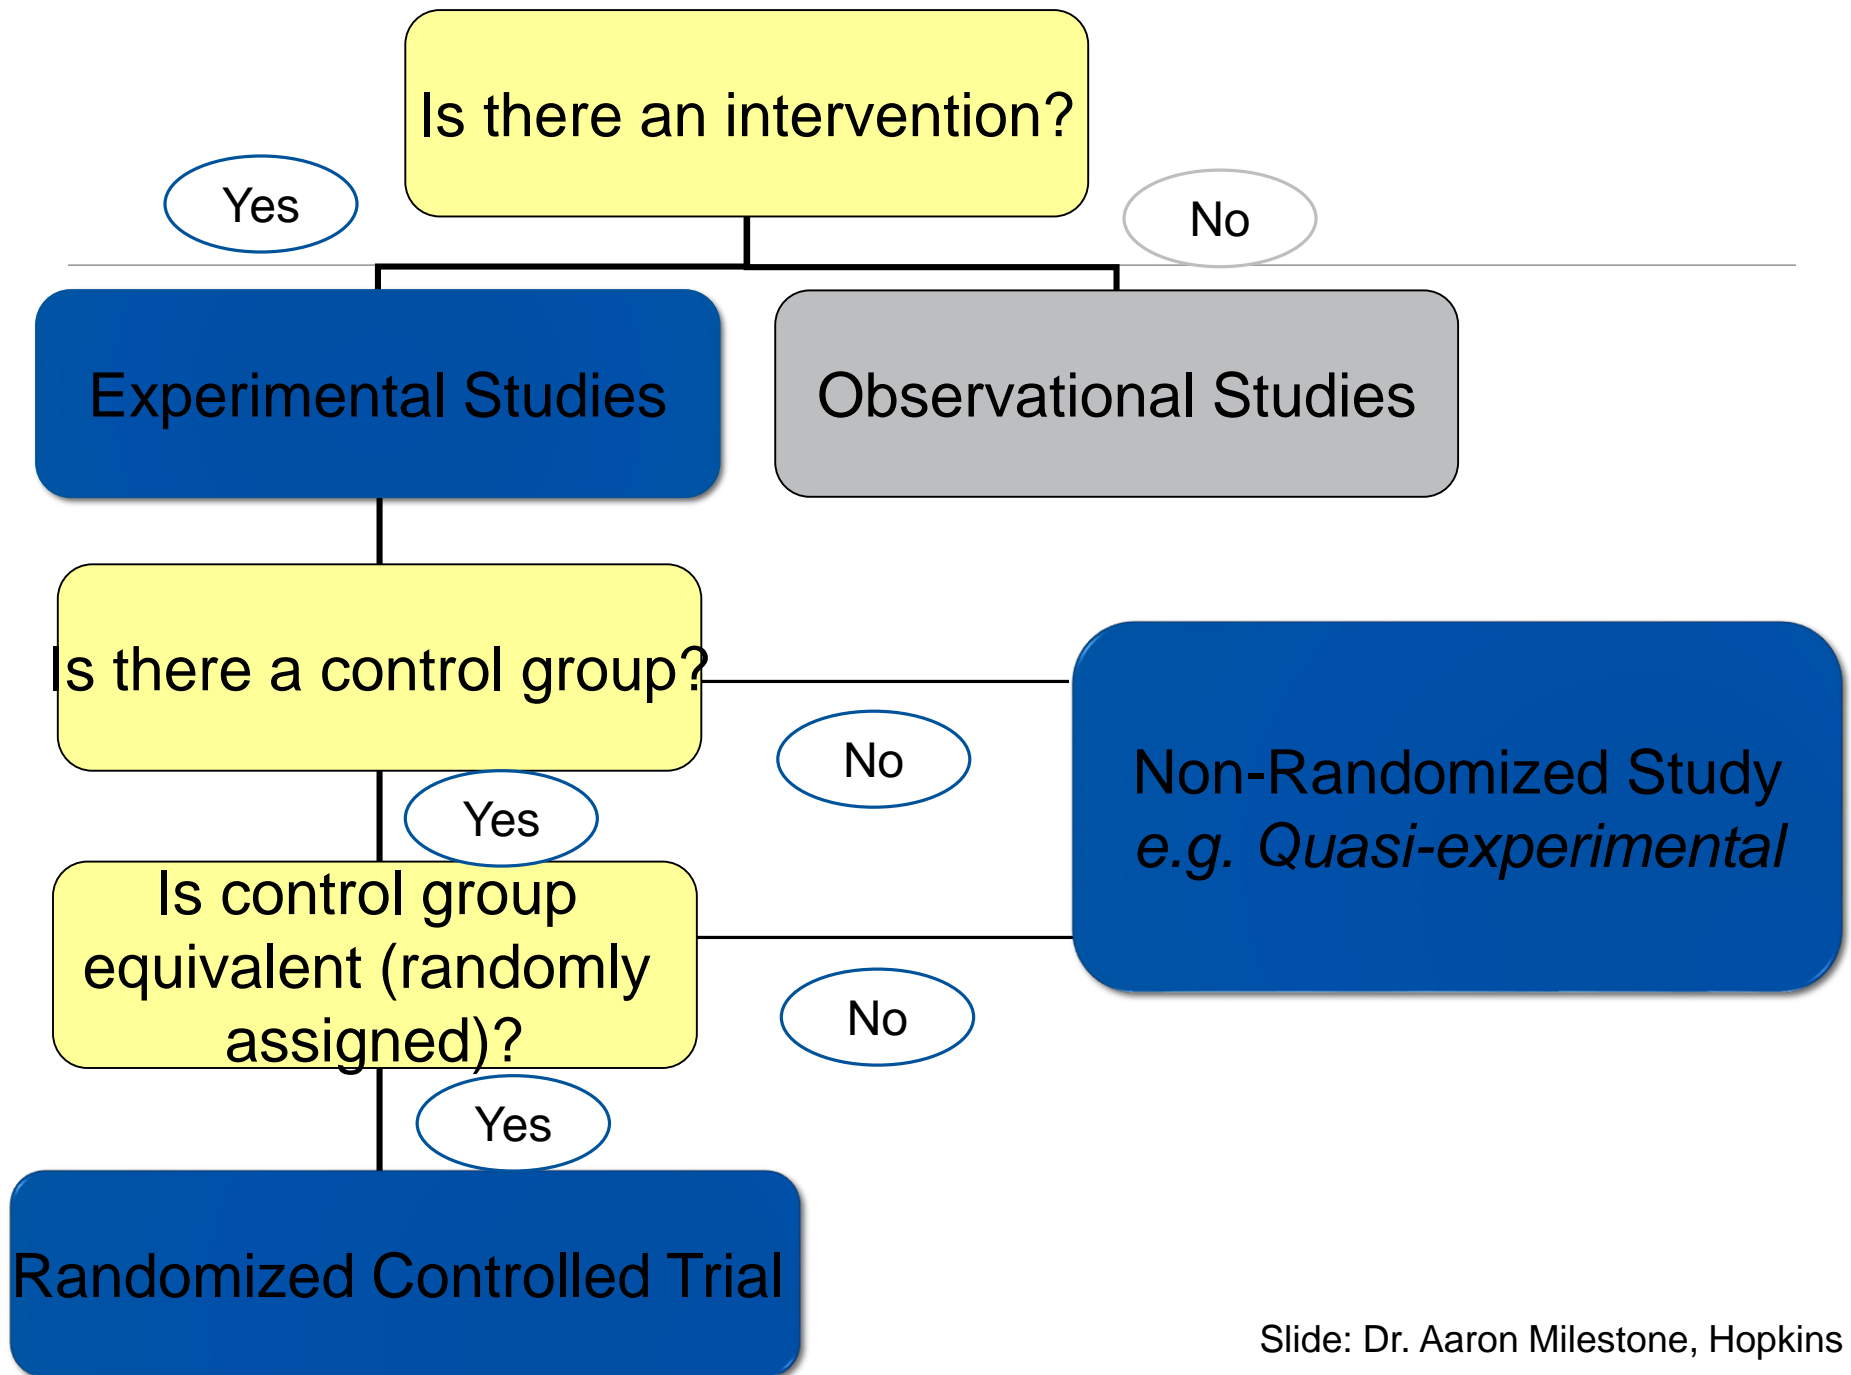 Is there an intervention?
Yes
No
Experimental Studies
Observational Studies
Is there a control group?
No
Yes
Non-Randomized Study
e.g. Quasi-experimental
Is control group
equivalent (randomly
assigned)?
No
Yes
Randomized Controlled Trial
Slide: Dr. Aaron Milestone, Hopkins